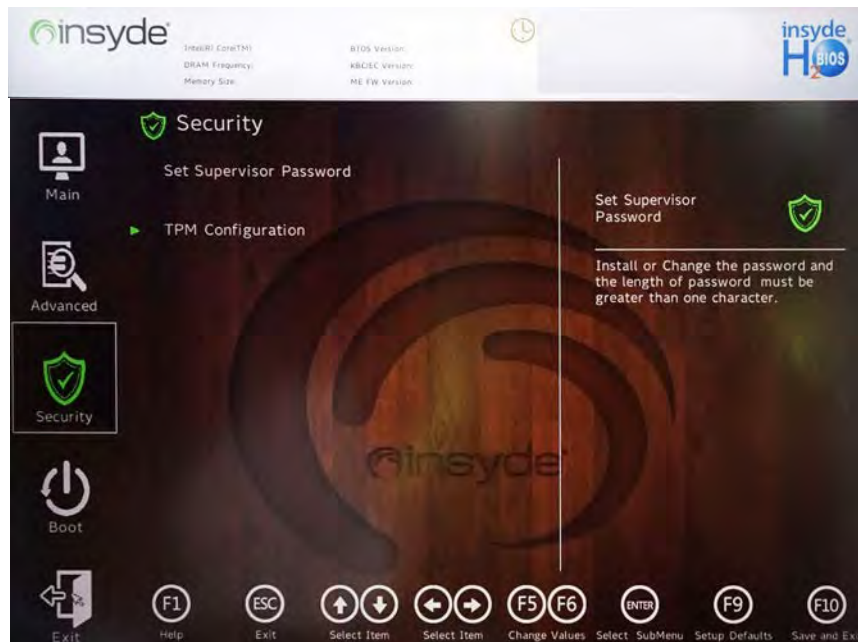 insyde
Intel(R) Core(TM)
DRAM Frequency:
Memory Size:
BIOS Version:
KBC/EC Version:
ME FW Version:
insyde
H2O
BIOS
Security
Set Supervisor Password
TPM Configuration
Main
Advanced
Security
Boot
Exit
Set Supervisor
Password
Install or Change the password and
the length of password must be
greater than one character.
insyde
F1 ESC F5 F6 ENTER F9 F10
Help Exit Select Item Select Item Change Values Select SubMenu Setup Defaults Save and Ex